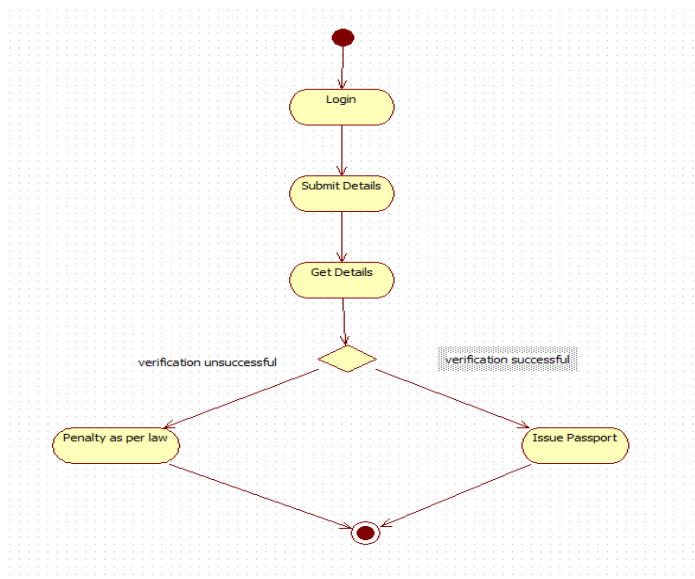 Login
Submit Details
Get Details
verification unsuccessful
verification successful
Penalty as per law
Issue Passport